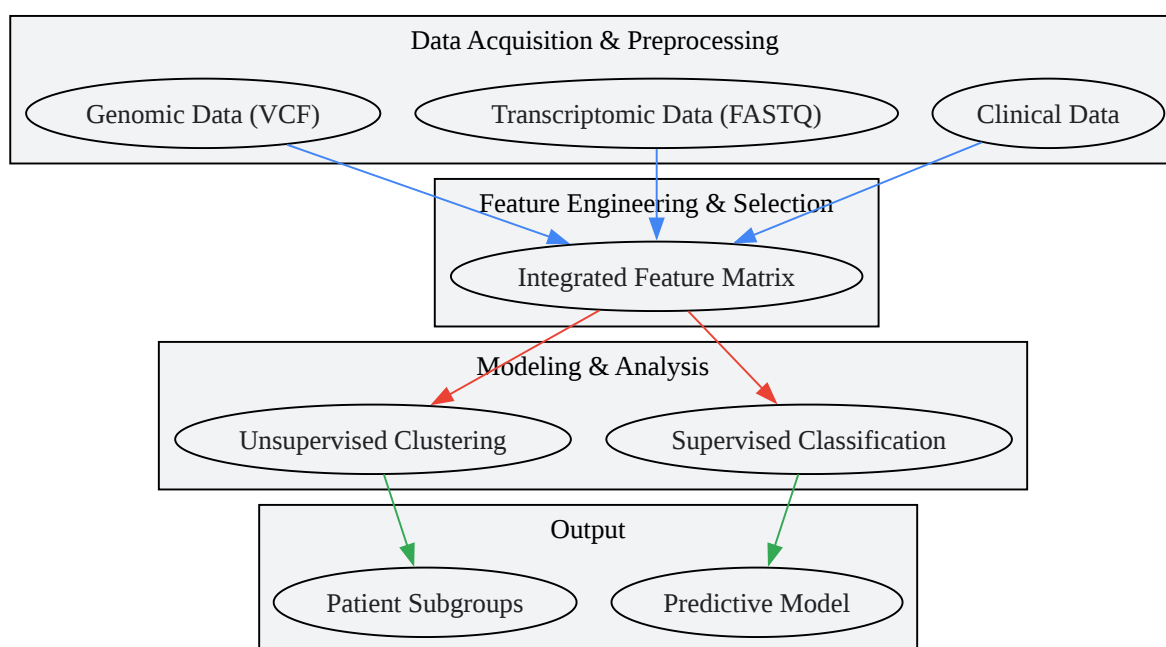 Data Acquisition & Preprocessing
Genomic Data (VCF)
Transcriptomic Data (FASTQ)
Clinical Data
Feature Engineering & Selection
Integrated Feature Matrix
Modeling & Analysis
Unsupervised Clustering
Supervised Classification
Output
Patient Subgroups
Predictive Model